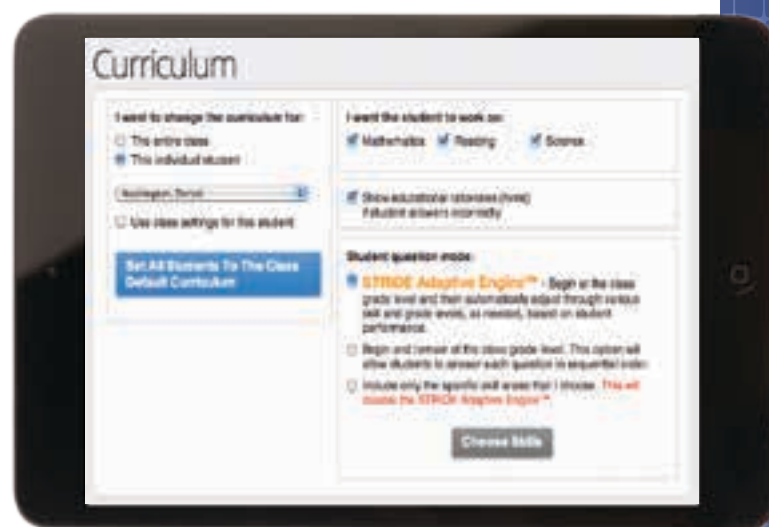 Curriculum
I want to change the curriculum for:
The entire class
This individual student
Washington,
Use class settings for this student
Set All Students To The Class
Default Curriculum
I want the student to work on:
Mathematics Reading Science
Show educational rationales (hints)
if student answers incorrectly
Student question mode:
STRIDE Adaptive Engine™ - Begin at the class
grade level and then automatically adjust through various
skill and grade levels, as needed, based on student
performance.
Begin and remain at the class grade level. This option will
allow students to answer each question in sequential order.
Include only the specific skill areas that I choose. This will
disable the STRIDE Adaptive Engine™
Choose Skills